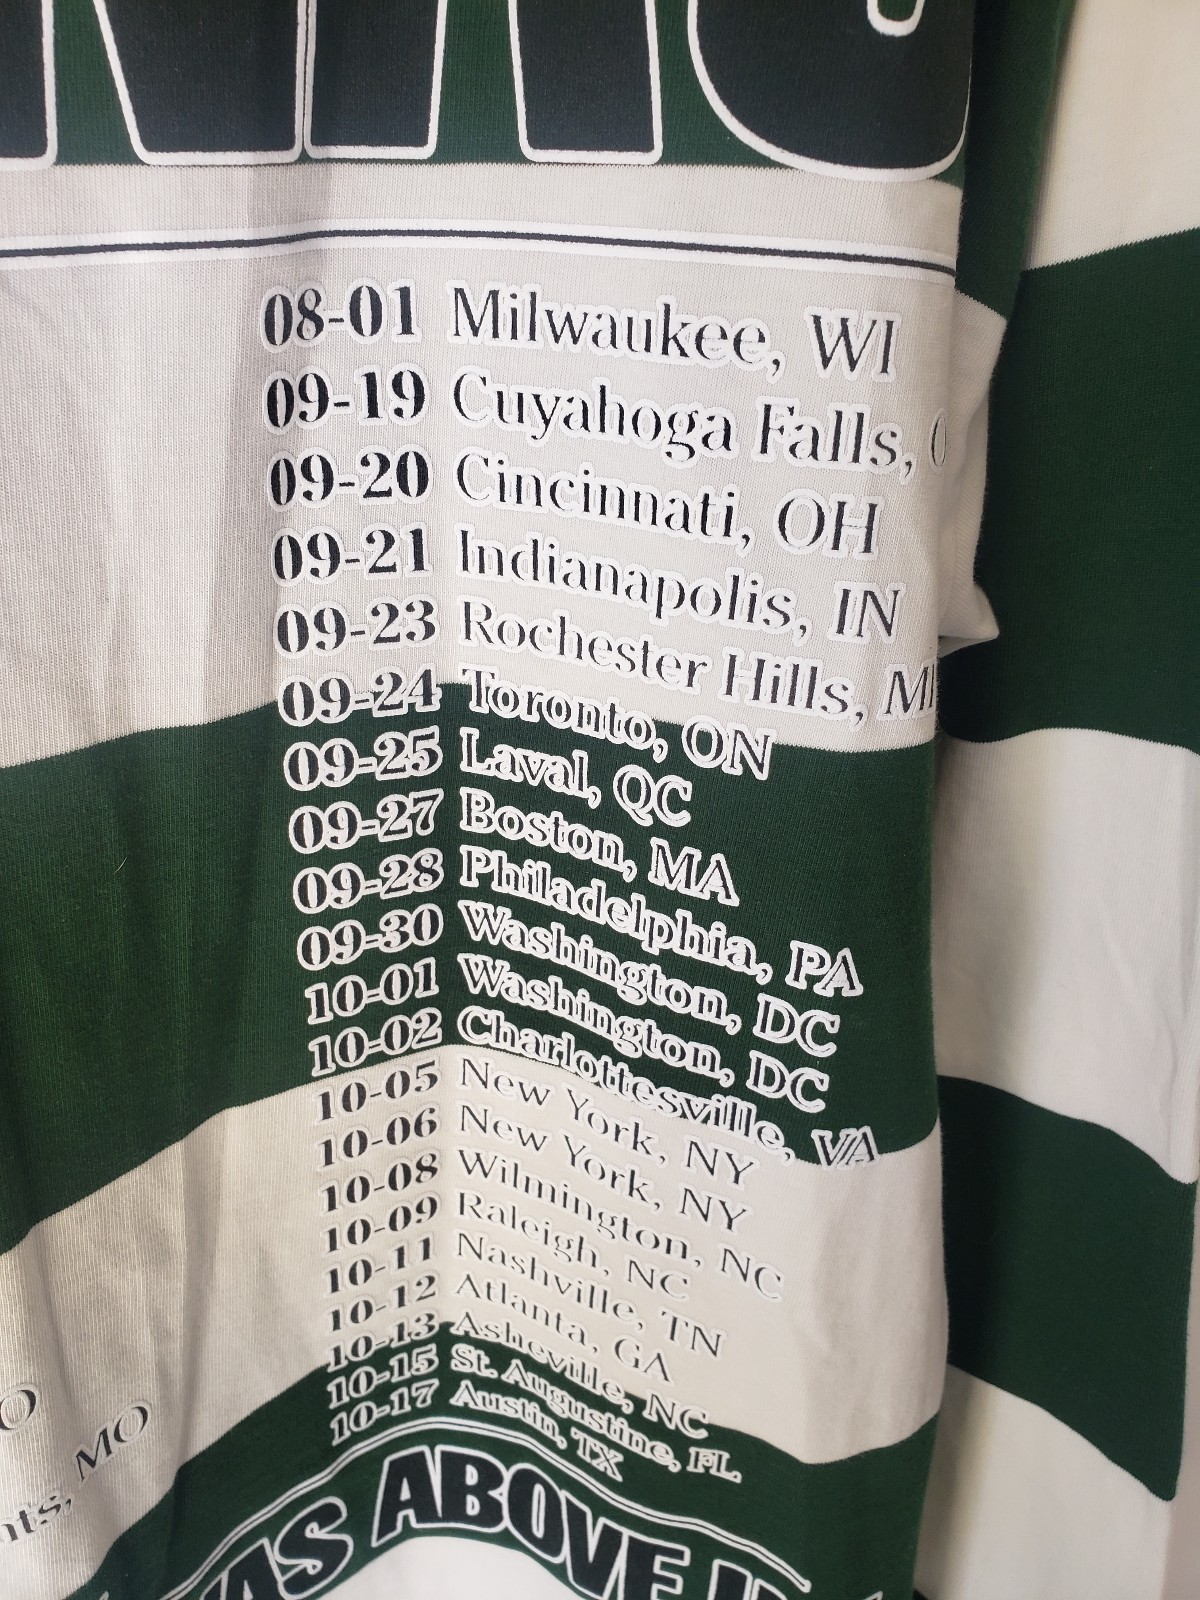 08-01 Milwaukee, WI
09-19 Cuyahoga Falls, O
09-20 Cincinnati, OH
09-21 Indianapolis, IN
09-23 Rochester Hills, MI
09-24 Toronto, ON
09-25 Laval, QC
09-27 Boston, MA
09-28 Philadelphia, PA
09-30 Washington, DC
10-01 Washington, DC
10-02 Charlottesville, VA
10-05 New York, NY
10-06 New York, NY
10-08 Wilmington, NC
10-09 Raleigh, NC
10-11 Nashville, TN
10-12 Atlanta, GA
10-13 Asheville, NC
10-15 St. Augustine, FL
10-17 Austin, TX
O
nts, MO
AS ABOVE